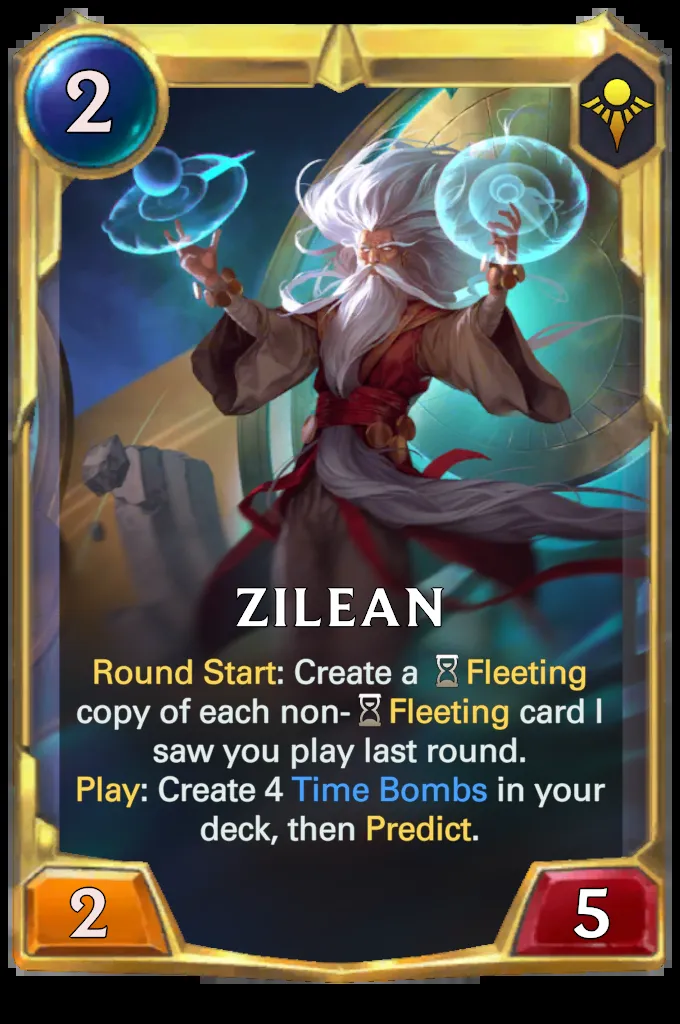 2
ZILEAN
Round Start: Create a Fleeting
copy of each non-Fleeting card I
saw you play last round.
Play: Create 4 Time Bombs in your
deck, then Predict.
2
5